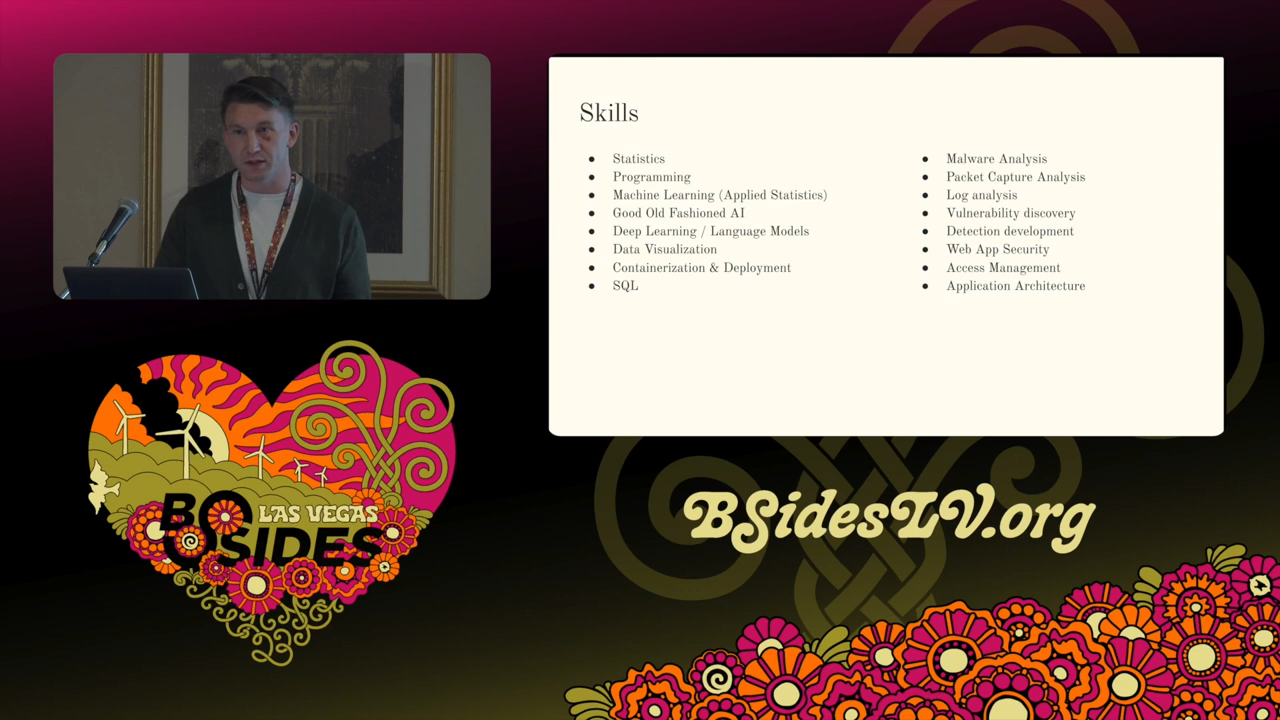 Skills
● Statistics
● Programming
● Machine Learning (Applied Statistics)
● Good Old Fashioned AI
● Deep Learning / Language Models
● Data Visualization
● Containerization & Deployment
● SQL
● Malware Analysis
● Packet Capture Analysis
● Log analysis
● Vulnerability discovery
● Detection development
● Web App Security
● Access Management
● Application Architecture
LAS VEGAS
BSIDES
BSidesLV.org